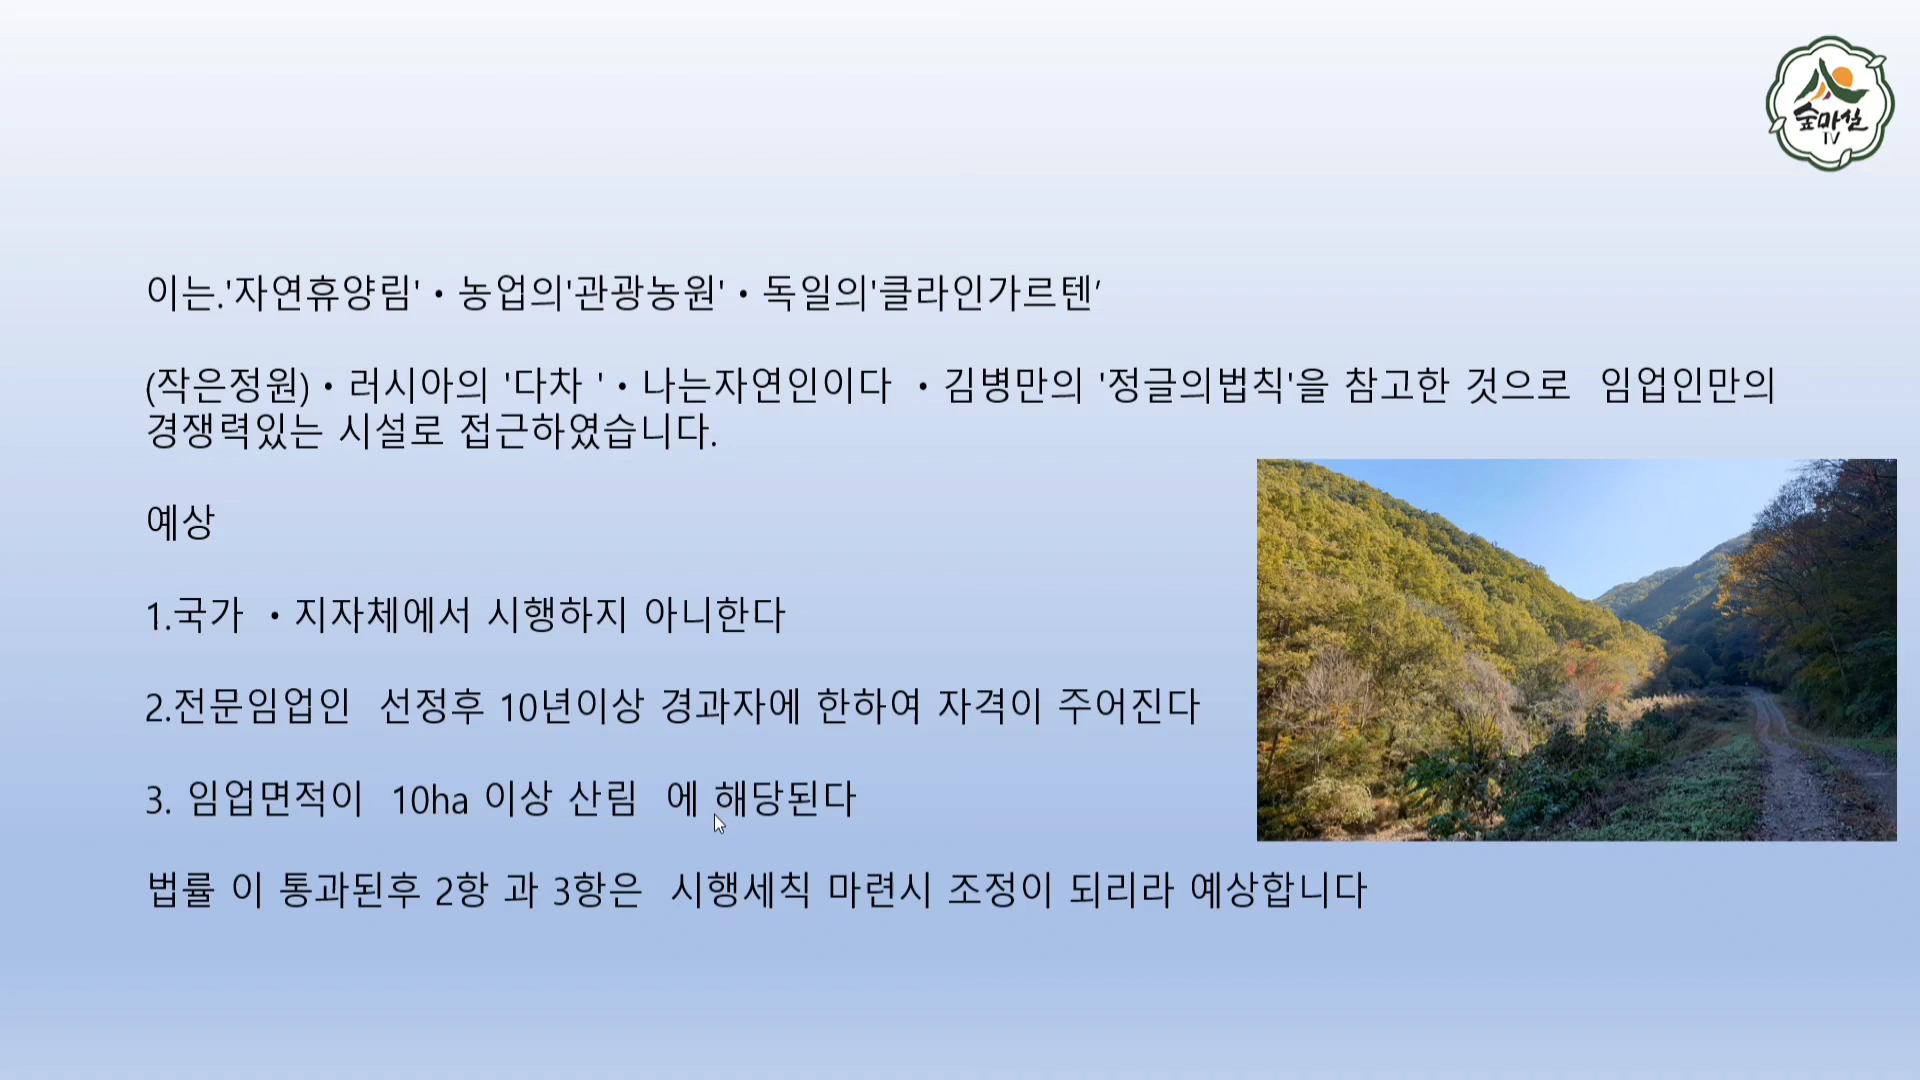 숲마실
TV
이는.'자연휴양림'・농업의'관광농원'・독일의'클라인가르텐'
(작은정원)・러시아의 '다차 '・나는자연인이다 ・김병만의 '정글의법칙'을 참고한 것으로 임업인만의
경쟁력있는 시설로 접근하였습니다.
예상
1.국가 ・지자체에서 시행하지 아니한다
2.전문임업인 선정후 10년이상 경과자에 한하여 자격이 주어진다
3. 임업면적이 10ha 이상 산림 에 해당된다
법률 이 통과된후 2항 과 3항은 시행세칙 마련시 조정이 되리라 예상합니다